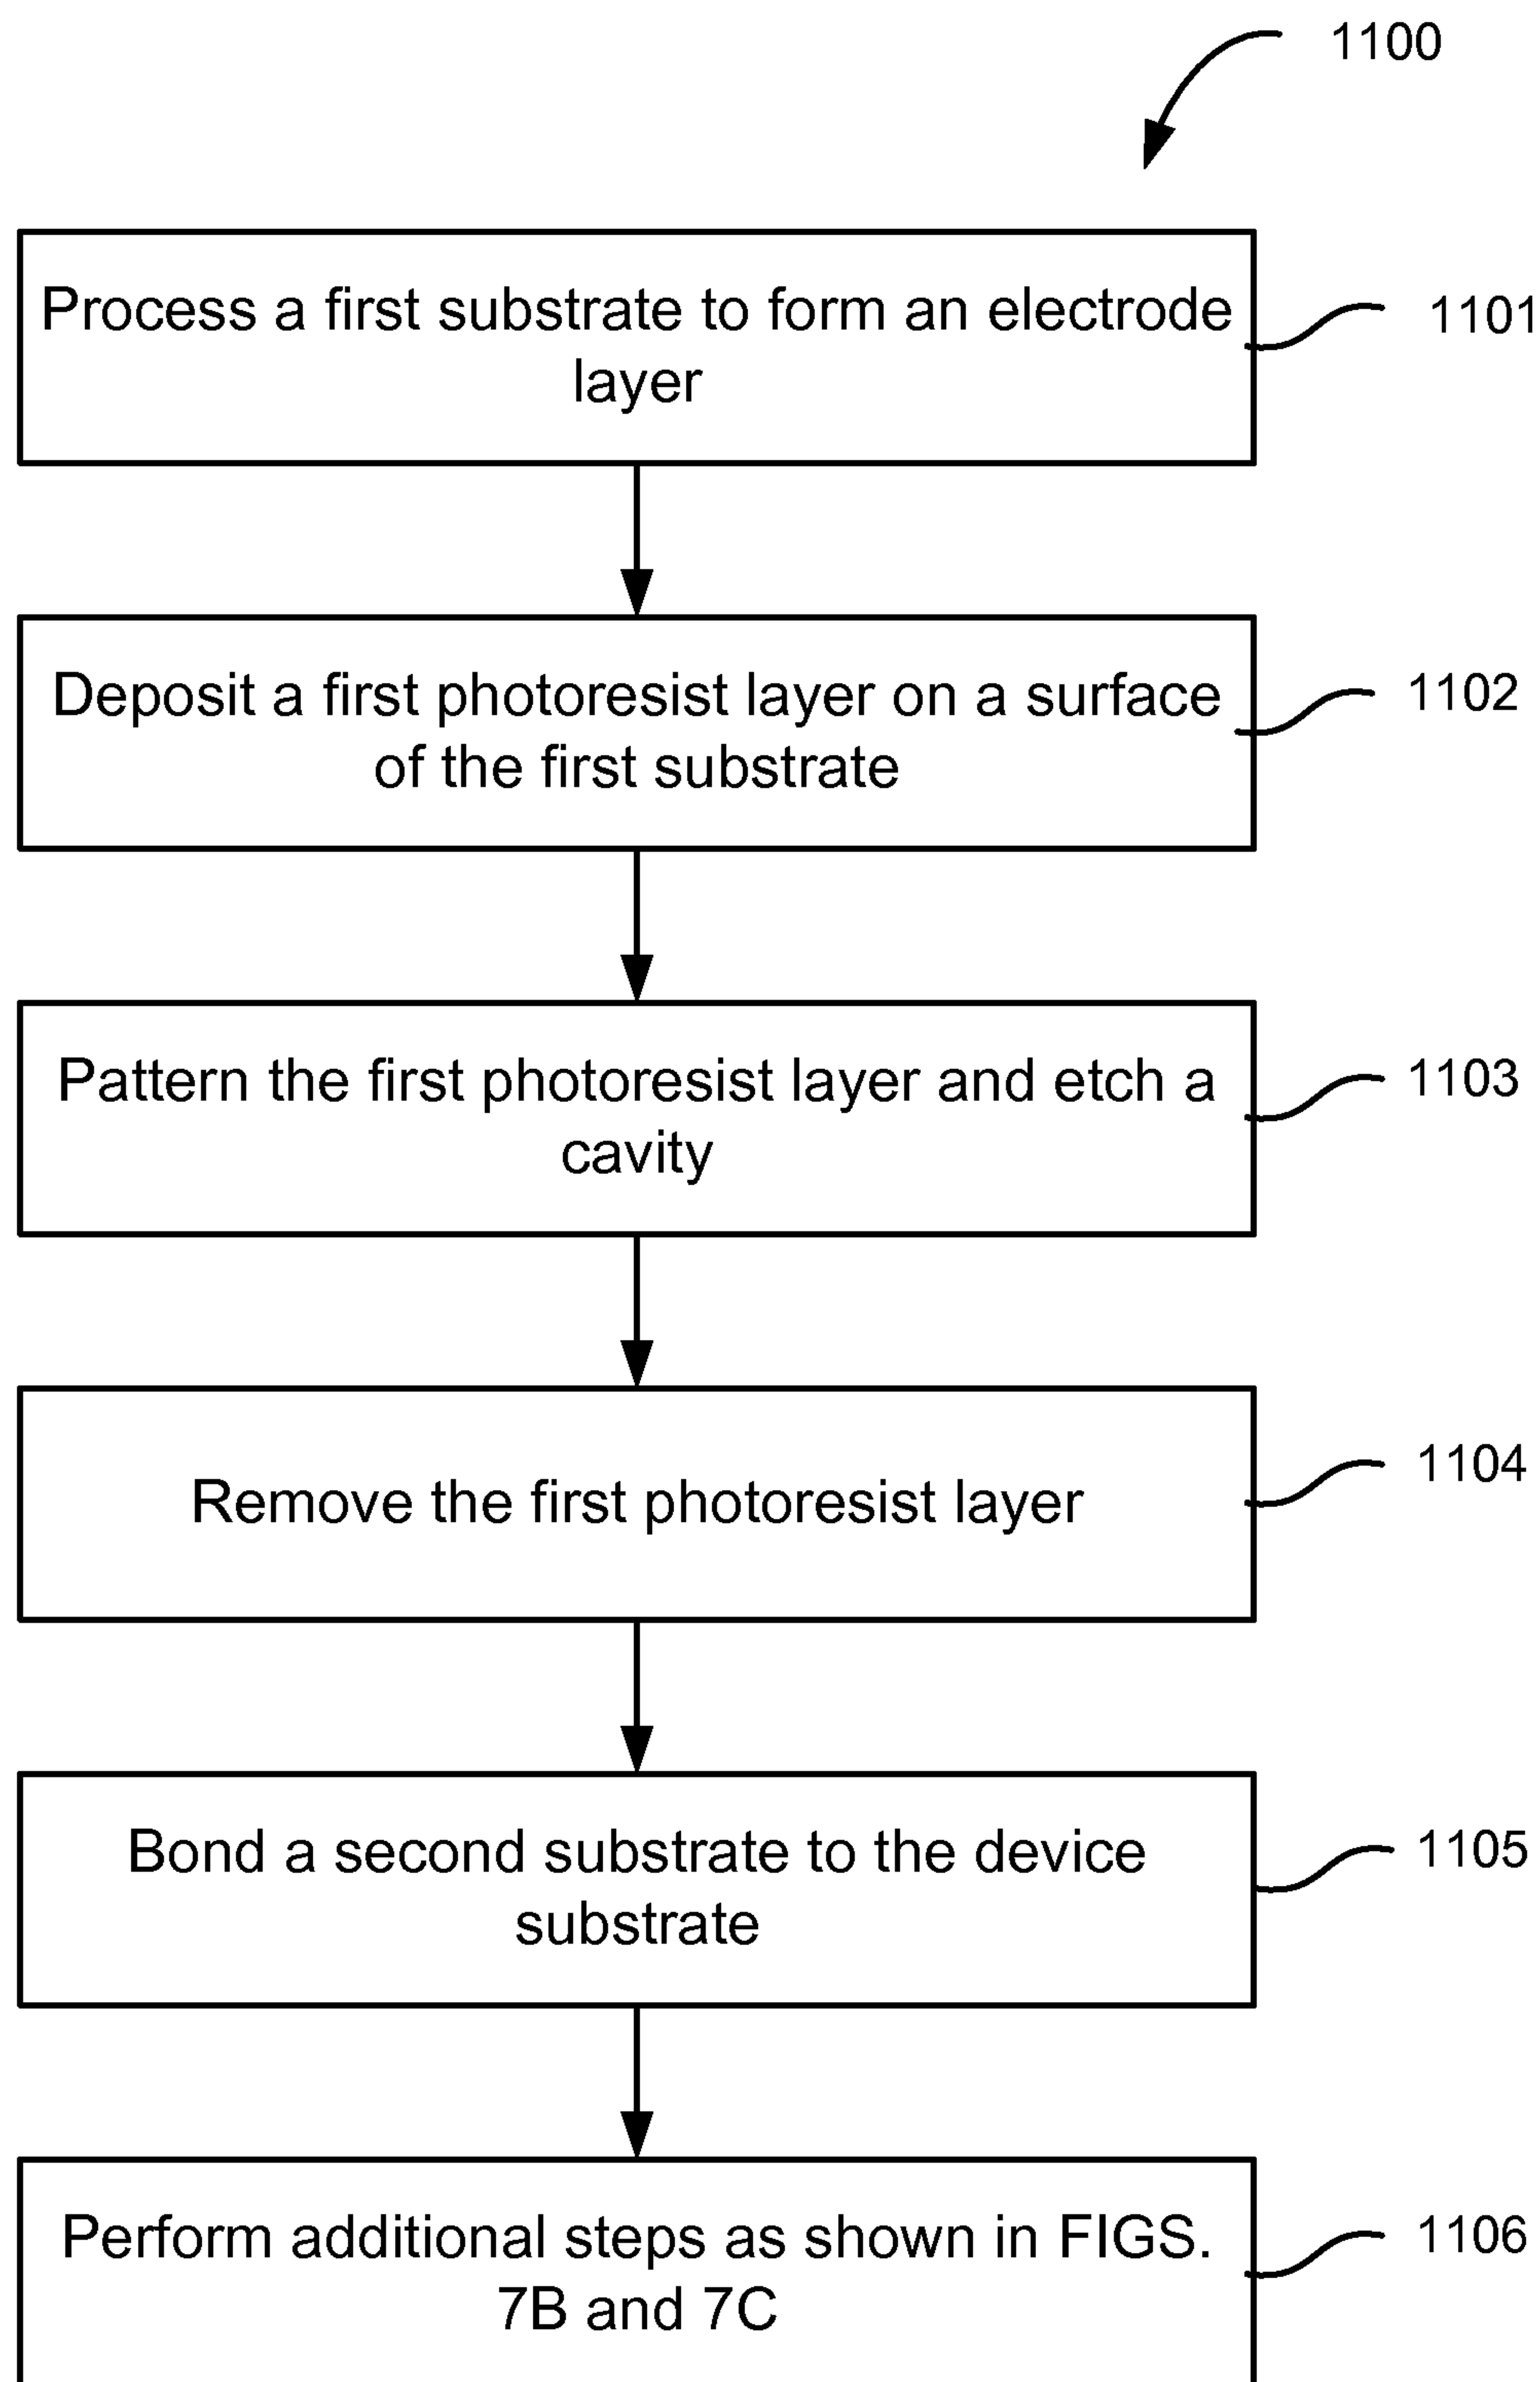 1100
Process a first substrate to form an electrode
layer
1101
Deposit a first photoresist layer on a surface
of the first substrate
1102
Pattern the first photoresist layer and etch a
cavity
1103
Remove the first photoresist layer
1104
Bond a second substrate to the device
substrate
1105
Perform additional steps as shown in FIGS.
7B and 7C
1106